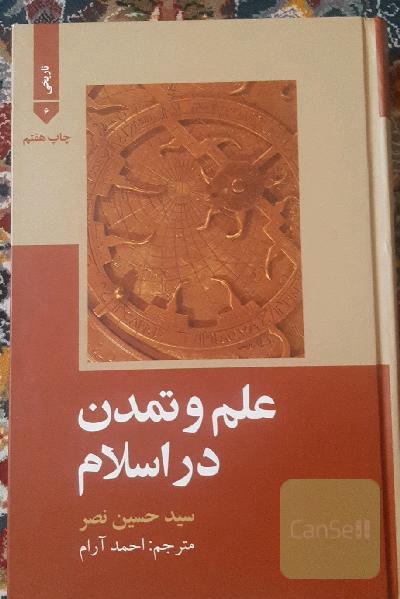 تاریخی
۶
چاپ هفتم
علم و تمدن
در اسلام
سید حسین نصر
مترجم: احمد آرام
CanSell